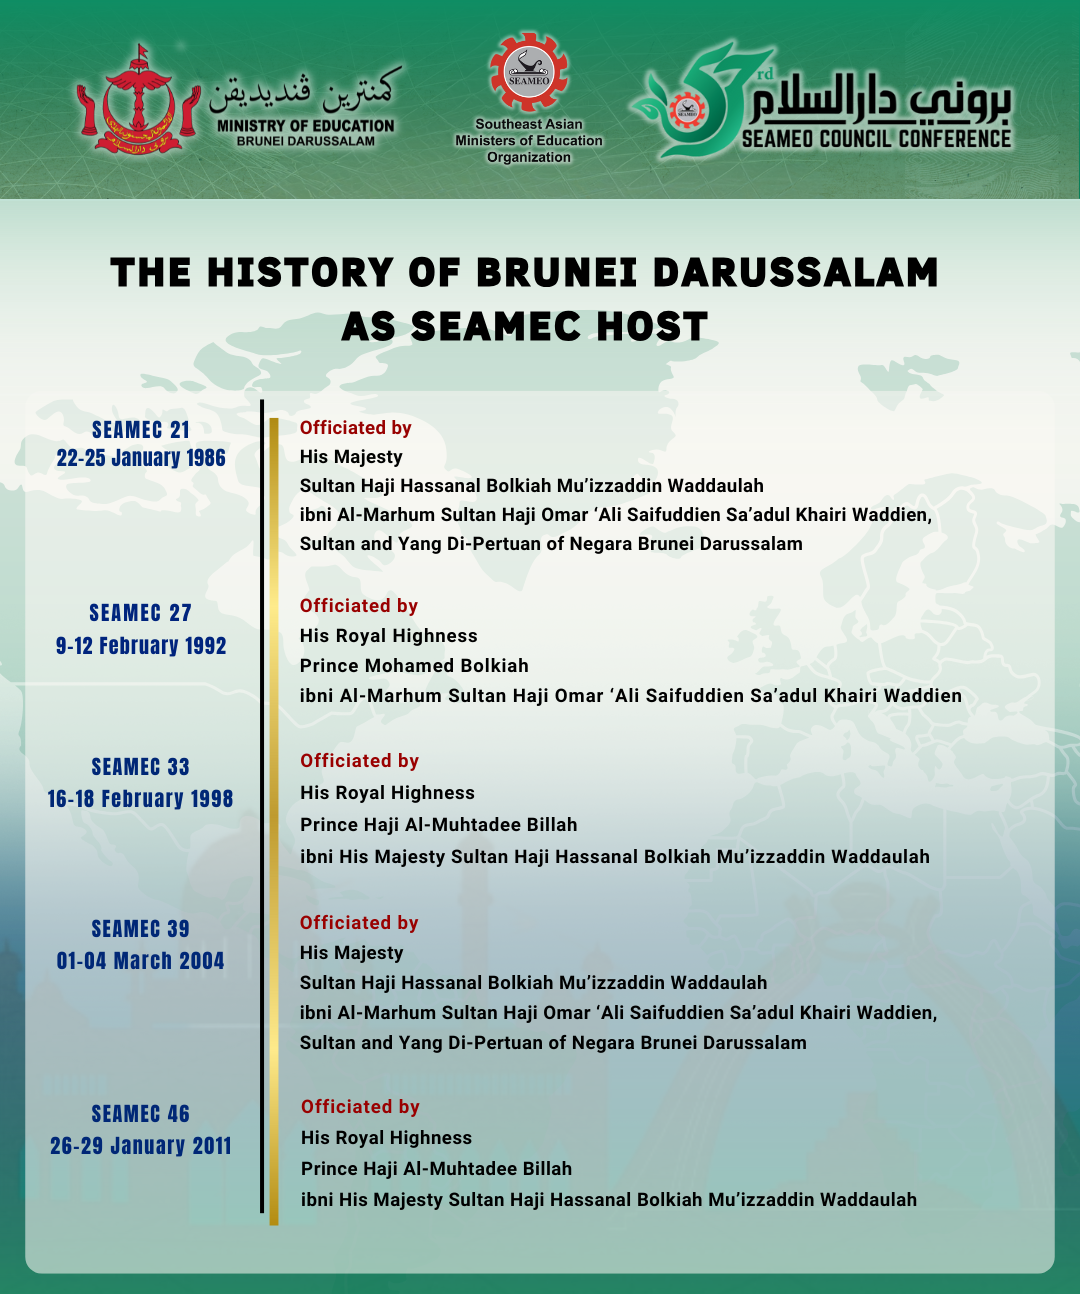 كمنترين ڤنديديقن
MINISTRY OF EDUCATION
BRUNEI DARUSSALAM
SEAMEO
Southeast Asian
Ministers of Education
Organization
SEAMEO
53rd
بروني دارالسلام
SEAMEO COUNCIL CONFERENCE
THE HISTORY OF BRUNEI DARUSSALAM
AS SEAMEC HOST
SEAMEC 21
22-25 January 1986
Officiated by
His Majesty
Sultan Haji Hassanal Bolkiah Mu’izzaddin Waddaulah
ibni Al-Marhum Sultan Haji Omar ‘Ali Saifuddien Sa’adul Khairi Waddien,
Sultan and Yang Di-Pertuan of Negara Brunei Darussalam
SEAMEC 27
9-12 February 1992
Officiated by
His Royal Highness
Prince Mohamed Bolkiah
ibni Al-Marhum Sultan Haji Omar ‘Ali Saifuddien Sa’adul Khairi Waddien
SEAMEC 33
16-18 February 1998
Officiated by
His Royal Highness
Prince Haji Al-Muhtadee Billah
ibni His Majesty Sultan Haji Hassanal Bolkiah Mu’izzaddin Waddaulah
SEAMEC 39
01-04 March 2004
Officiated by
His Majesty
Sultan Haji Hassanal Bolkiah Mu’izzaddin Waddaulah
ibni Al-Marhum Sultan Haji Omar ‘Ali Saifuddien Sa’adul Khairi Waddien,
Sultan and Yang Di-Pertuan of Negara Brunei Darussalam
SEAMEC 46
26-29 January 2011
Officiated by
His Royal Highness
Prince Haji Al-Muhtadee Billah
ibni His Majesty Sultan Haji Hassanal Bolkiah Mu’izzaddin Waddaulah